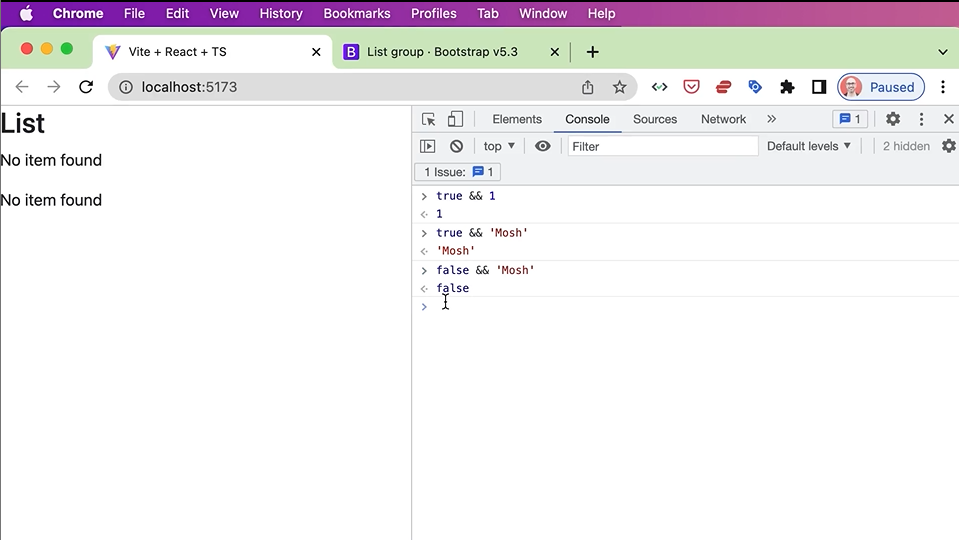 Chrome File Edit View History Bookmarks Profiles Tab Window Help
Vite + React + TS
B List group · Bootstrap v5.3
localhost:5173
Paused
List
No item found
No item found
Elements Console Sources Network 1
top Filter Default levels 2 hidden
1 Issue: 1
true && 1
1
true && 'Mosh'
'Mosh'
false && 'Mosh'
false